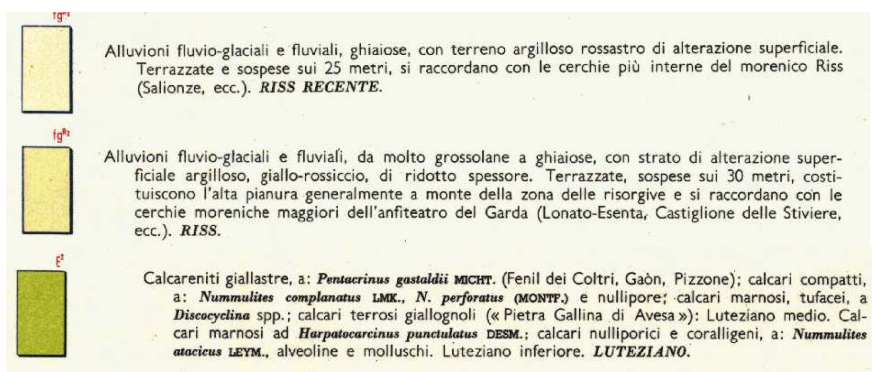 Alluvioni fluvio-glaciali e fluviali, ghiaiose, con terreno argilloso rossastro di alterazione superficiale.
Terrazzate e sospese sui 25 metri, si raccordano con le cerchie più interne del morenico Riss
(Salionze, ecc.). RISS RECENTE.
fgR2
Alluvioni fluvio-glaciali e fluviali, da molto grossolane a ghiaiose, con strato di alterazione super-
ficiale argilloso, giallo-rossiccio, di ridotto spessore. Terrazzate, sospese sui 30 metri, costi-
tuiscono l'alta pianura generalmente a monte della zona delle risorgive e si raccordano con le
cerchie moreniche maggiori dell'anfiteatro del Garda (Lonato-Esenta, Castiglione delle Stiviere,
ecc.). RISS.
E²
Calcareniti giallastre, a: Pentacrinus gastaldii MICHT. (Fenil dei Coltri, Gaòn, Pizzone); calcari compatti,
a: Nummulites complanatus LMK., N. perforatus (MONTF.) e nullipore; calcari marnosi, tufacei, a
Discocyclina spp.; calcari terrosi giallognoli (« Pietra Gallina di Avesa »): Luteziano medio. Cal-
cari marnosi ad Harpatocarcinus punctulatus DESM.; calcari nulliporici e coralligeni, a: Nummulites
atacicus LEYM., alveoline e molluschi. Luteziano inferiore. LUTEZIANO.